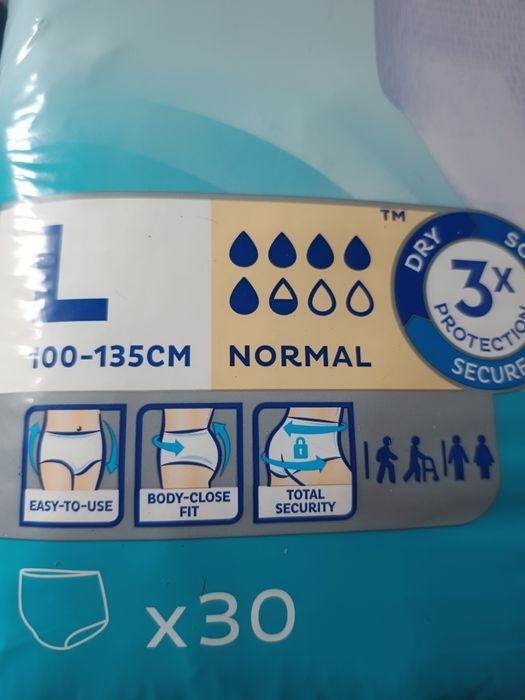 L
100-135CM
TM
NORMAL
DRY
3x
PROTECTION
SECURE
EASY-TO-USE
BODY-CLOSE
FIT
TOTAL
SECURITY
x30